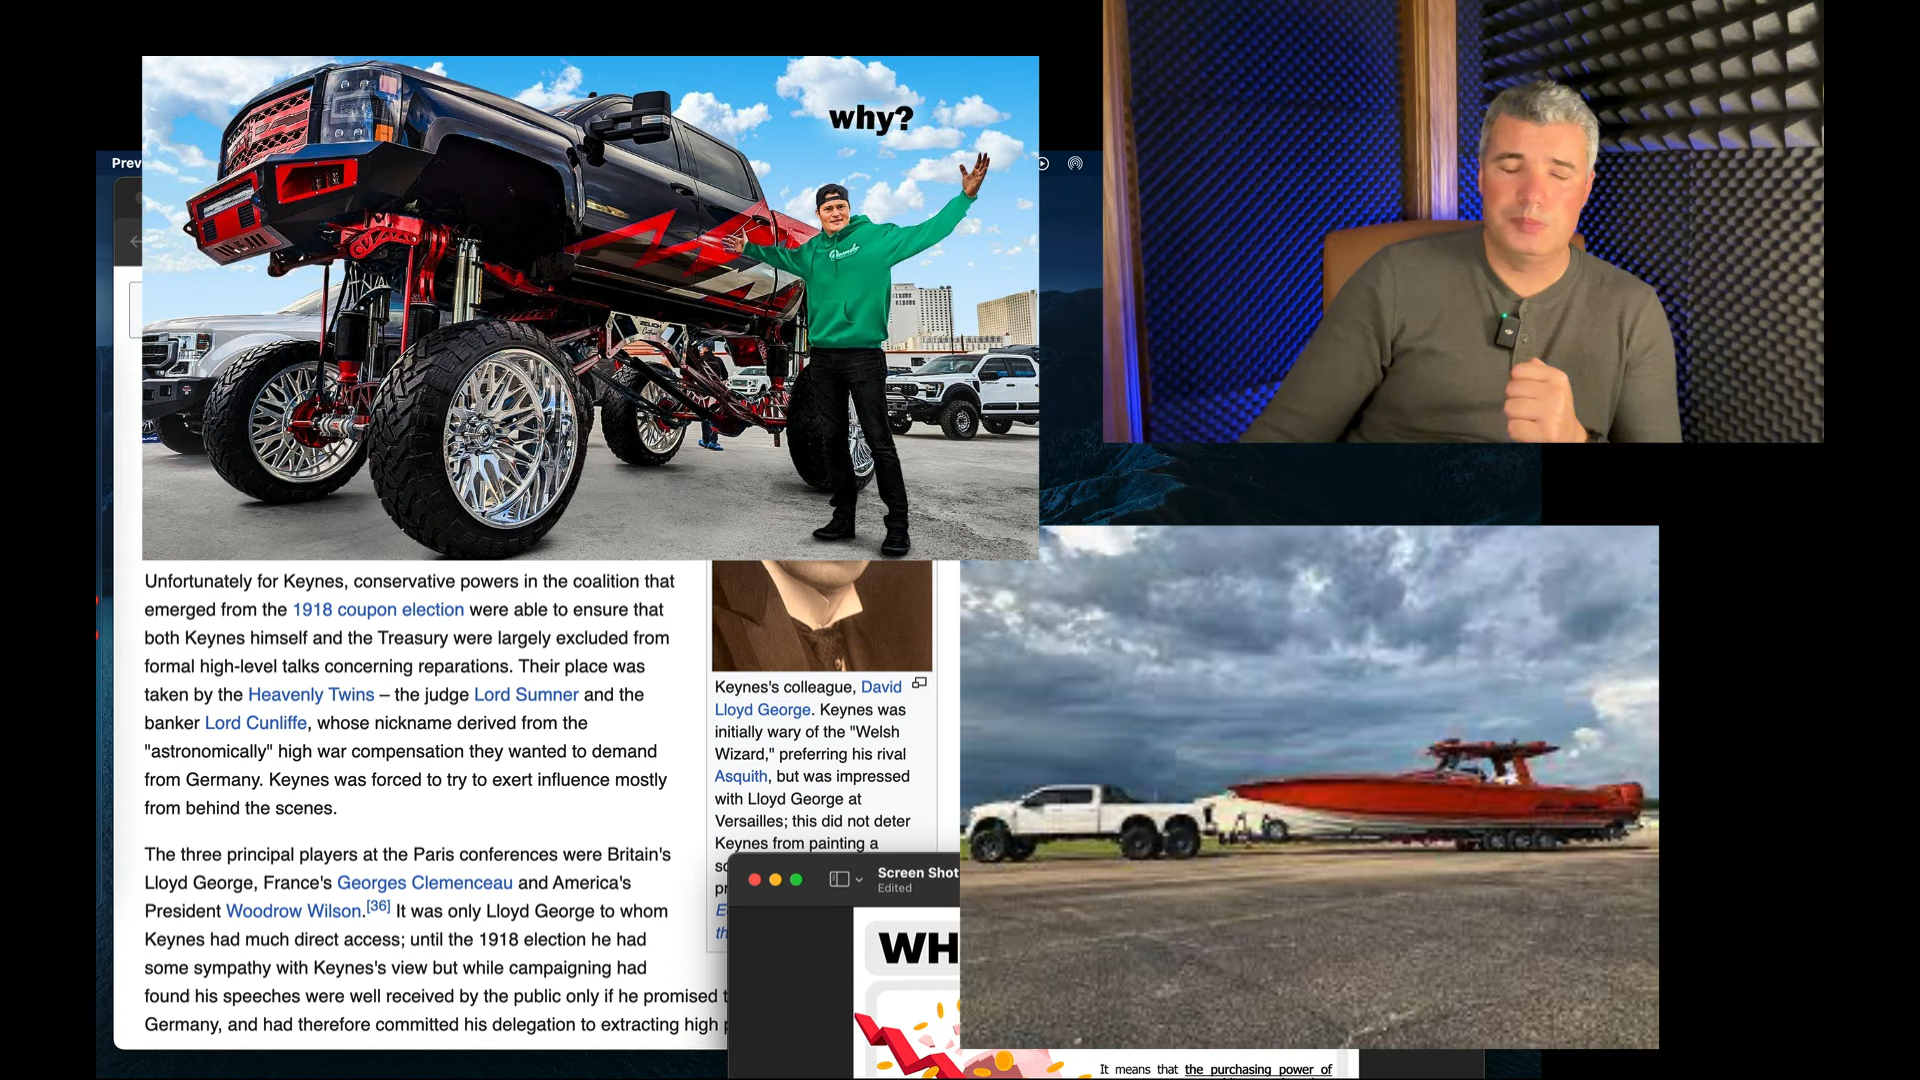 why?
Prev
Unfortunately for Keynes, conservative powers in the coalition that
emerged from the 1918 coupon election were able to ensure that
both Keynes himself and the Treasury were largely excluded from
formal high-level talks concerning reparations. Their place was
taken by the Heavenly Twins – the judge Lord Sumner and the
banker Lord Cunliffe, whose nickname derived from the
"astronomically" high war compensation they wanted to demand
from Germany. Keynes was forced to try to exert influence mostly
from behind the scenes.
The three principal players at the Paris conferences were Britain's
Lloyd George, France's Georges Clemenceau and America's
President Woodrow Wilson.[36] It was only Lloyd George to whom
Keynes had much direct access; until the 1918 election he had
some sympathy with Keynes's view but while campaigning had
found his speeches were well received by the public only if he promised t
Germany, and had therefore committed his delegation to extracting high p
Keynes's colleague, David
Lloyd George. Keynes was
initially wary of the "Welsh
Wizard," preferring his rival
Asquith, but was impressed
with Lloyd George at
Versailles; this did not deter
Keynes from painting a
sc
pr
E
th
Screen Shot
Edited
WH
It means that the purchasing power of